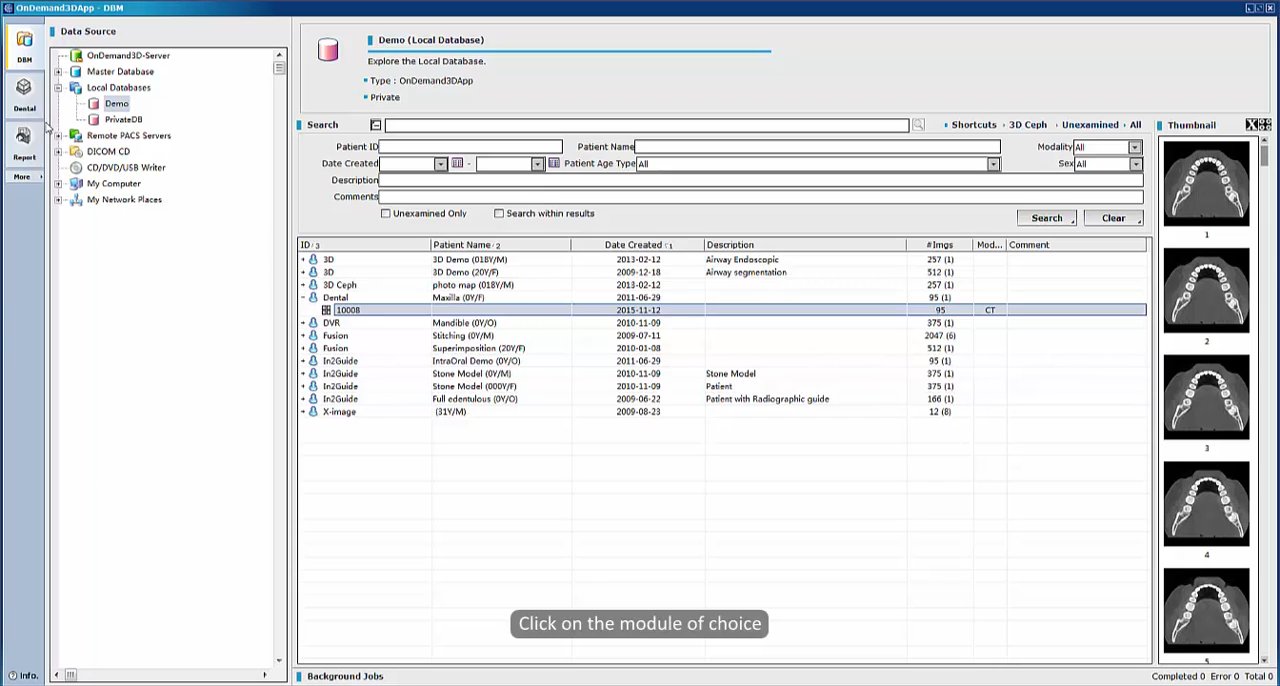 OnDemand3DApp - DBM
DBM
Dental
Report
More
Info.
Data Source
OnDemand3D-Server
Master Database
Local Databases
Demo
PrivateDB
Remote PACS Servers
DICOM CD
CD/DVD/USB Writer
My Computer
My Network Places
Demo (Local Database)
Explore the Local Database.
Type : OnDemand3DApp
Private
Search
Shortcuts · 3D Ceph · Unexamined · All
Patient ID Patient Name Modality All
Date Created - Patient Age Type All Sex All
Description
Comments
Unexamined Only Search within results Search Clear
ID /3 Patient Name /2 Date Created /1 Description #Imgs Mod... Comment
3D 3D Demo (018Y/M) 2013-02-12 Airway Endoscopic 257 (1)
3D 3D Demo (20Y/F) 2009-12-18 Airway segmentation 512 (1)
3D Ceph photo map (018Y/M) 2013-02-12 257 (1)
Dental Maxilla (0Y/F) 2011-06-29 95 (1)
10008 2015-11-12 95 CT
DVR Mandible (0Y/O) 2010-11-09 375 (1)
Fusion Stitching (0Y/M) 2009-07-11 2047 (6)
Fusion Superimposition (20Y/F) 2010-01-08 512 (1)
In2Guide IntraOral Demo (0Y/O) 2011-06-29 95 (1)
In2Guide Stone Model (0Y/M) 2010-11-09 Stone Model 375 (1)
In2Guide Stone Model (000Y/F) 2010-11-09 Patient 375 (1)
In2Guide Full edentulous (0Y/O) 2009-06-22 Patient with Radiographic guide 166 (1)
X-image (31Y/M) 2009-08-23 12 (8)
Thumbnail
1
2
3
4
5
Click on the module of choice
Background Jobs
Completed 0 Error 0 Total 0